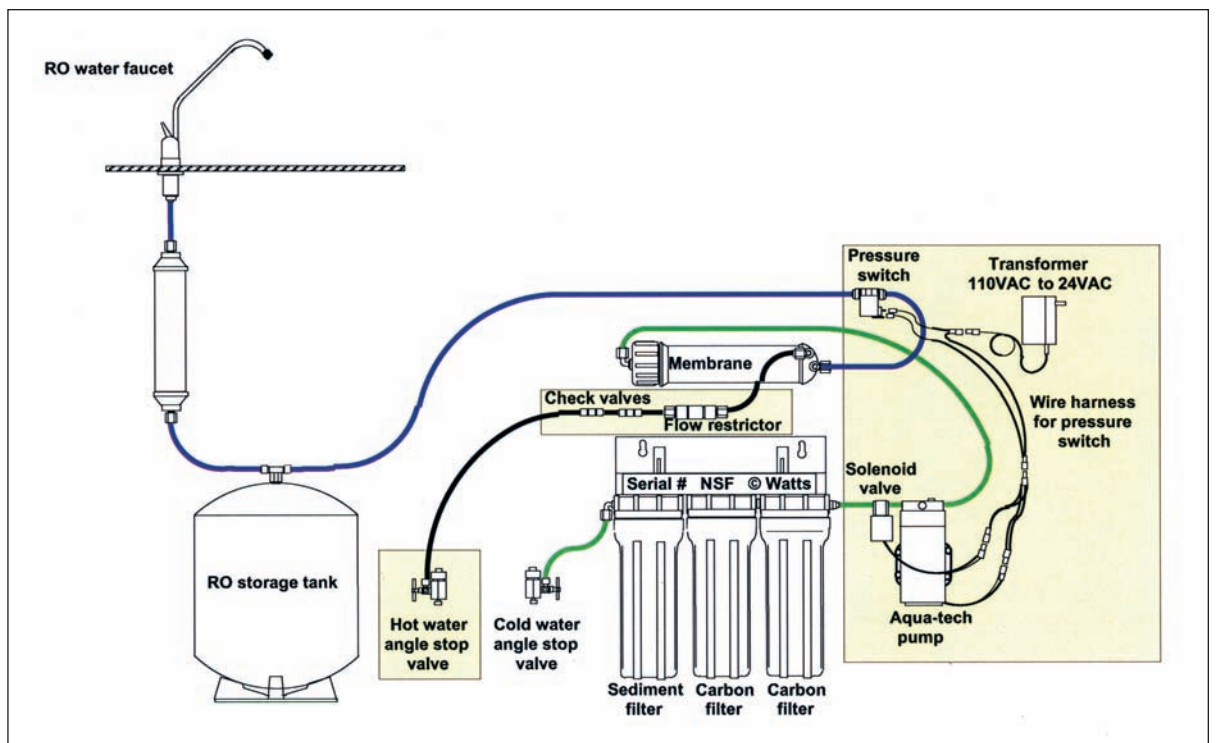 RO water faucet
Pressure
switch
Transformer
110VAC to 24VAC
Membrane
Check valves
Flow restrictor
Wire harness
for pressure
switch
Solenoid
valve
Serial # NSF © Watts
RO storage tank
Hot water
angle stop
valve
Cold water
angle stop
valve
Aqua-tech
pump
Sediment
filter
Carbon
filter
Carbon
filter